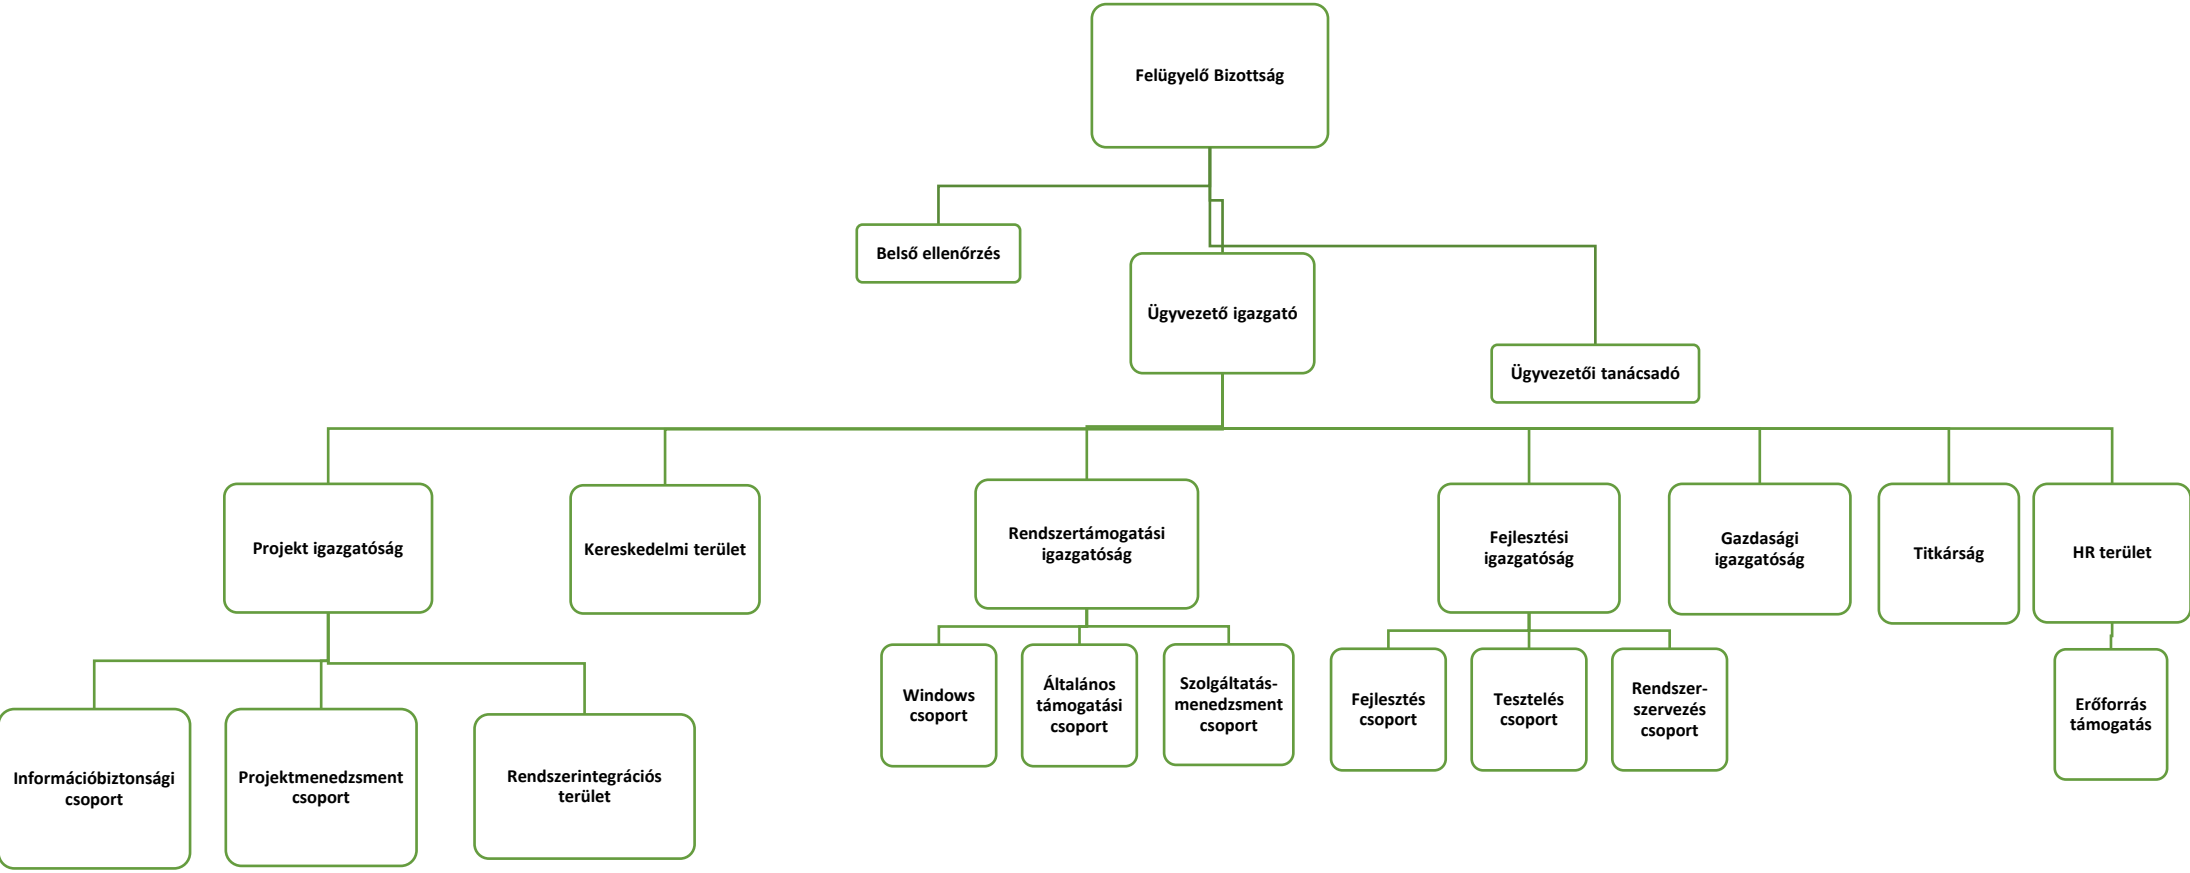 Felügyelő Bizottság
Belső ellenőrzés
Ügyvezető igazgató
Ügyvezetői tanácsadó
Projekt igazgatóság
Kereskedelmi terület
Rendszertámogatási
igazgatóság
Fejlesztési
igazgatóság
Gazdasági
igazgatóság
Titkárság
HR terület
Információbiztonsági
csoport
Projektmenedzsment
csoport
Rendszerintegrációs
terület
Windows
csoport
Általános
támogatási
csoport
Szolgáltatás-
menedzsment
csoport
Fejlesztés
csoport
Tesztelés
csoport
Rendszer-
szervezés
csoport
Erőforrás
támogatás